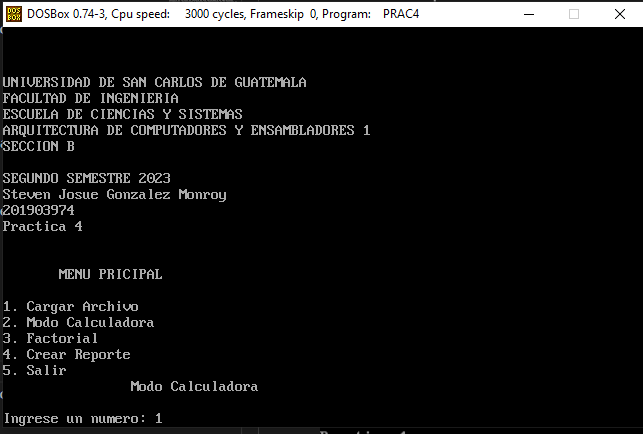 DOSBox 0.74-3, Cpu speed: 3000 cycles, Frameskip 0, Program: PRAC4
UNIVERSIDAD DE SAN CARLOS DE GUATEMALA
FACULTAD DE INGENIERIA
ESCUELA DE CIENCIAS Y SISTEMAS
ARQUITECTURA DE COMPUTADORES Y ENSAMBLADORES 1
SECCION B
SEGUNDO SEMESTRE 2023
Steven Josue Gonzalez Monroy
201903974
Practica 4
MENU PRICIPAL
1. Cargar Archivo
2. Modo Calculadora
3. Factorial
4. Crear Reporte
5. Salir
Modo Calculadora
Ingrese un numero: 1